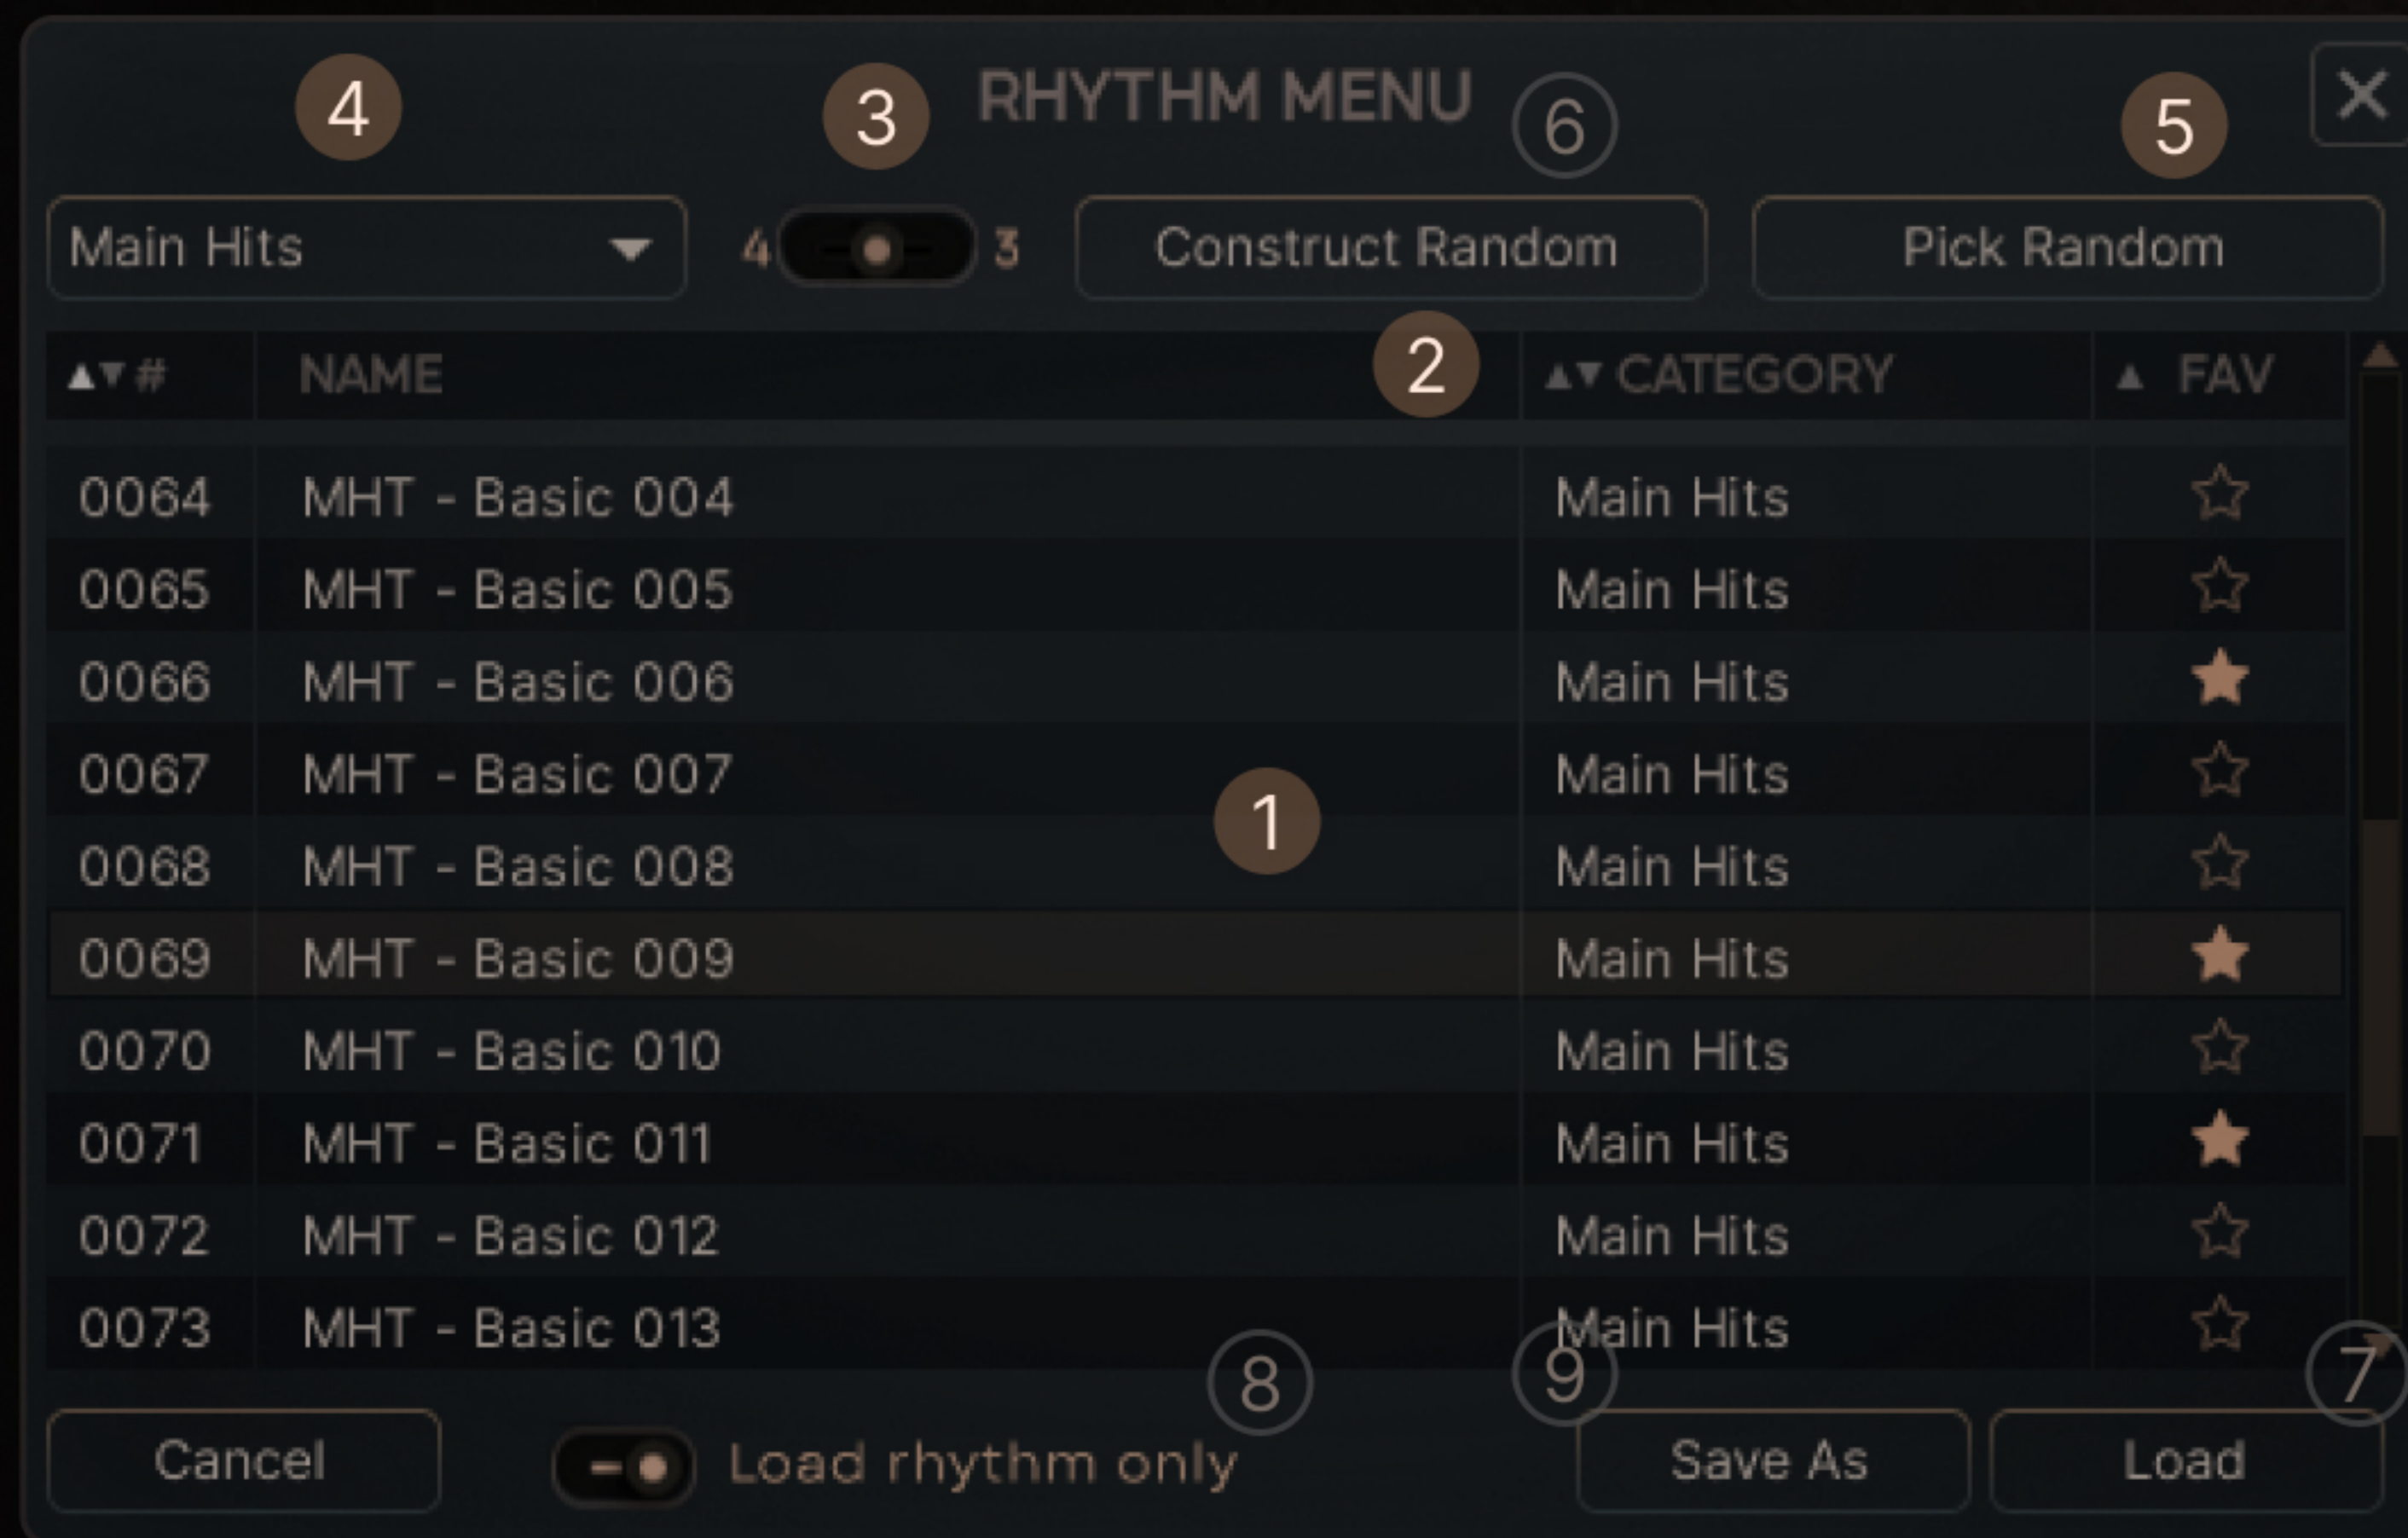 4
3
RHYTHM MENU
6
5
Main Hits
4
3
Construct Random
Pick Random
2
# NAME CATEGORY FAV
0064 MHT - Basic 004 Main Hits
0065 MHT - Basic 005 Main Hits
0066 MHT - Basic 006 Main Hits
0067 MHT - Basic 007 Main Hits
1
0068 MHT - Basic 008 Main Hits
0069 MHT - Basic 009 Main Hits
0070 MHT - Basic 010 Main Hits
0071 MHT - Basic 011 Main Hits
0072 MHT - Basic 012 Main Hits
0073 MHT - Basic 013 Main Hits
8
9
7
Cancel
Load rhythm only
Save As
Load